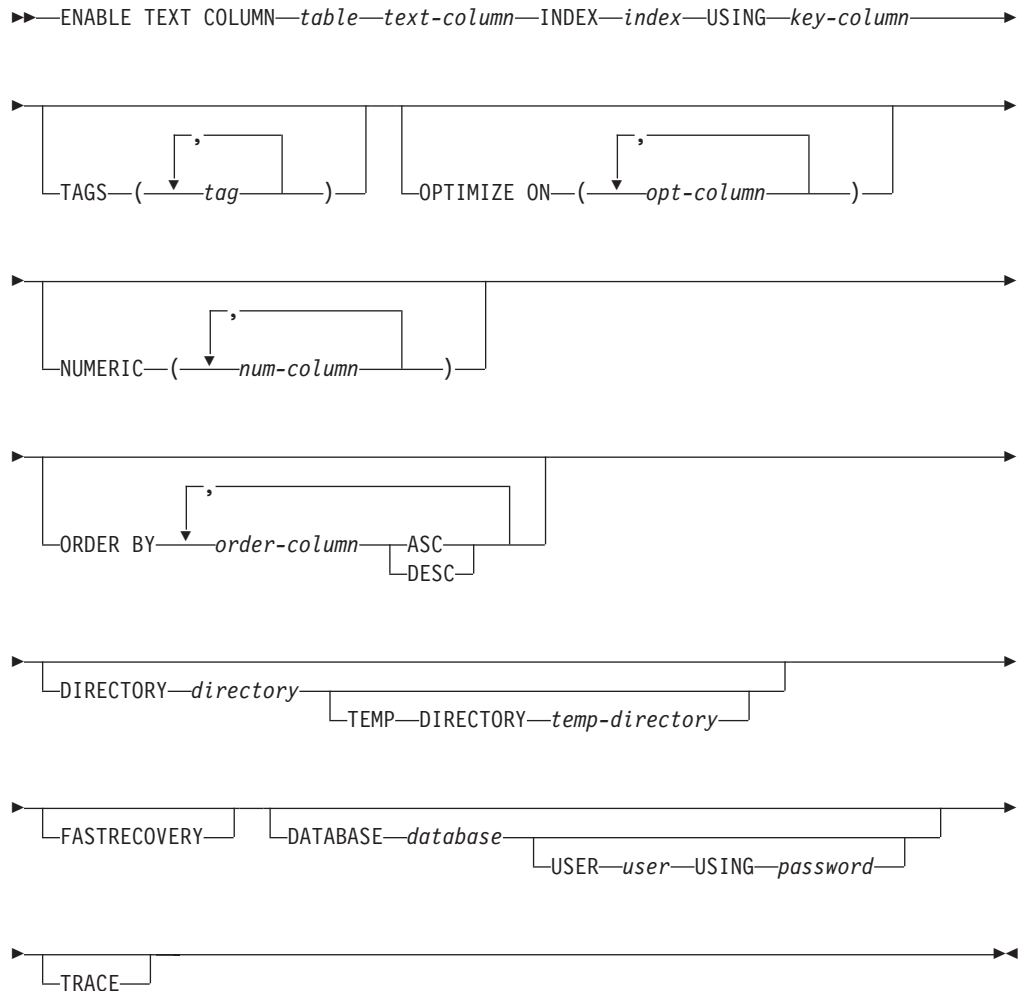 ENABLE TEXT COLUMN table text-column INDEX index USING key-column
, ,
TAGS ( tag ) OPTIMIZE ON ( opt-column )
,
NUMERIC ( num-column )
,
ORDER BY order-column ASC
DESC
DIRECTORY directory
TEMP DIRECTORY temp-directory
FASTRECOVERY DATABASE database
USER user USING password
TRACE